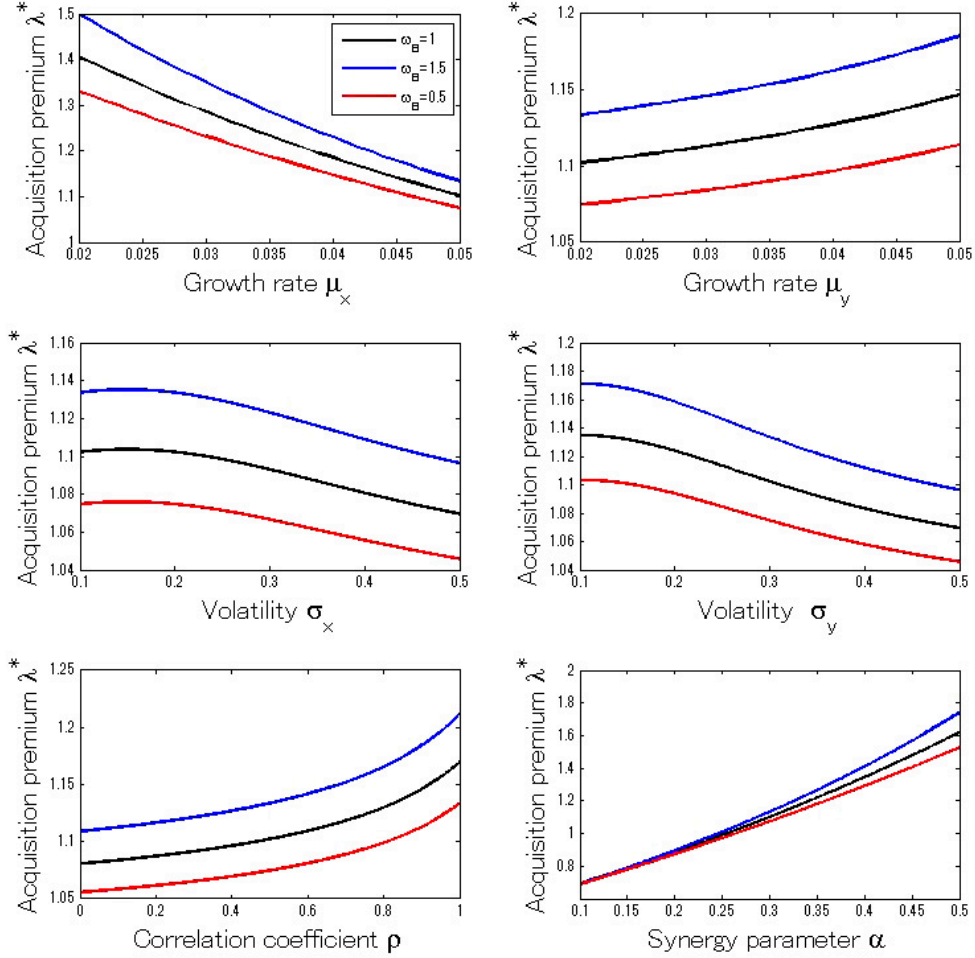 Acquisition premium λ*
1.5
1.4
1.3
1.2
1.1
1
0.02 0.025 0.03 0.035 0.04 0.045 0.05
Growth rate μx
ωB=1
ωB=1.5
ωB=0.5
Acquisition premium λ*
1.2
1.15
1.1
1.05
0.02 0.025 0.03 0.035 0.04 0.045 0.05
Growth rate μy
Acquisition premium λ*
1.16
1.14
1.12
1.1
1.08
1.06
1.04
0.1 0.2 0.3 0.4 0.5
Volatility σx
Acquisition premium λ*
1.2
1.18
1.16
1.14
1.12
1.1
1.08
1.06
1.04
0.1 0.2 0.3 0.4 0.5
Volatility σy
Acquisition premium λ*
1.25
1.2
1.15
1.1
1.05
0 0.2 0.4 0.6 0.8 1
Correlation coefficient ρ
Acquisition premium λ*
2
1.8
1.6
1.4
1.2
1
0.8
0.1 0.15 0.2 0.25 0.3 0.35 0.4 0.45 0.5
Synergy parameter α